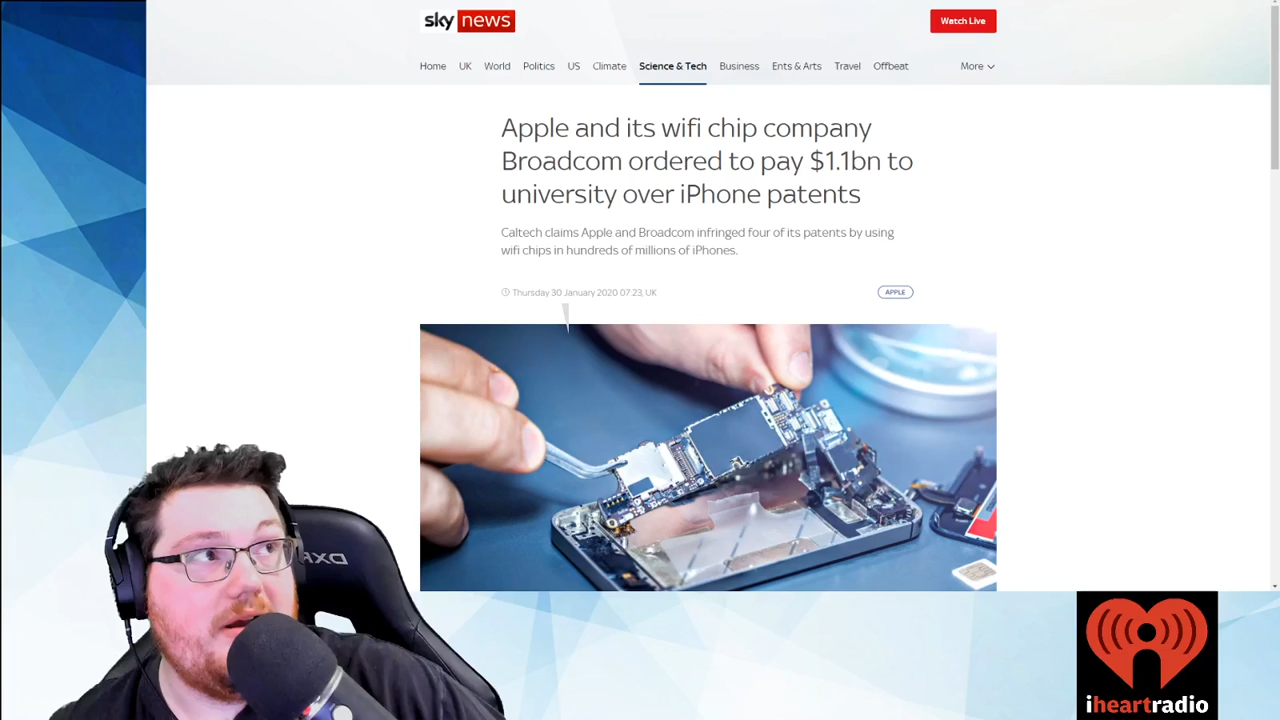 sky news
Watch Live
Home UK World Politics US Climate Science & Tech Business Ents & Arts Travel Offbeat More
Apple and its wifi chip company
Broadcom ordered to pay $1.1bn to
university over iPhone patents
Caltech claims Apple and Broadcom infringed four of its patents by using
wifi chips in hundreds of millions of iPhones.
Thursday 30 January 2020 07:23, UK
APPLE
iheartradio